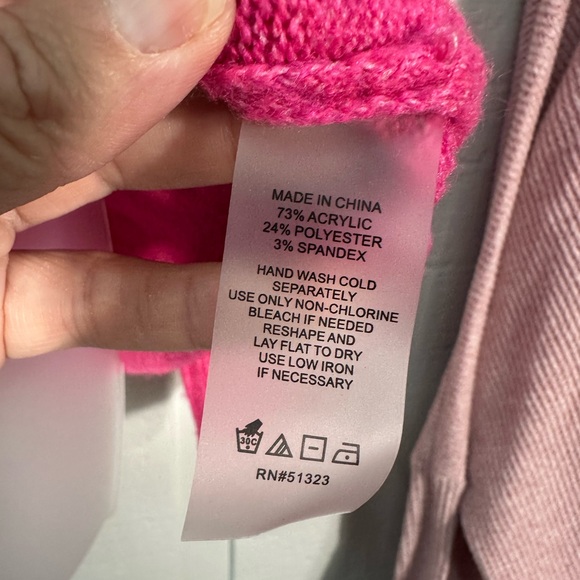 MADE IN CHINA
73% ACRYLIC
24% POLYESTER
3% SPANDEX
HAND WASH COLD
SEPARATELY
USE ONLY NON-CHLORINE
BLEACH IF NEEDED
RESHAPE AND
LAY FLAT TO DRY
USE LOW IRON
IF NECESSARY
30C
RN#51323